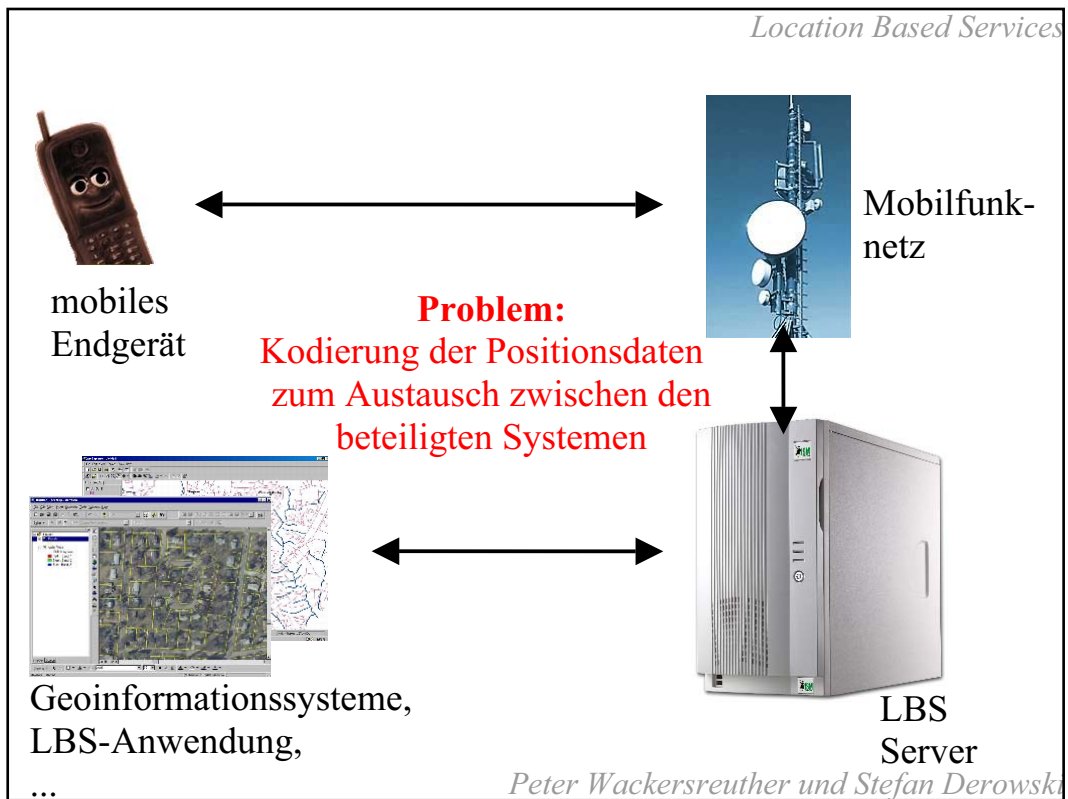 Location Based Services
Mobilfunk-
netz
mobiles
Endgerät
Problem:
Kodierung der Positionsdaten
zum Austausch zwischen den
beteiligten Systemen
Geoinformationssysteme,
LBS-Anwendung,
...
LBS
Server
Peter Wackersreuther und Stefan Derowski